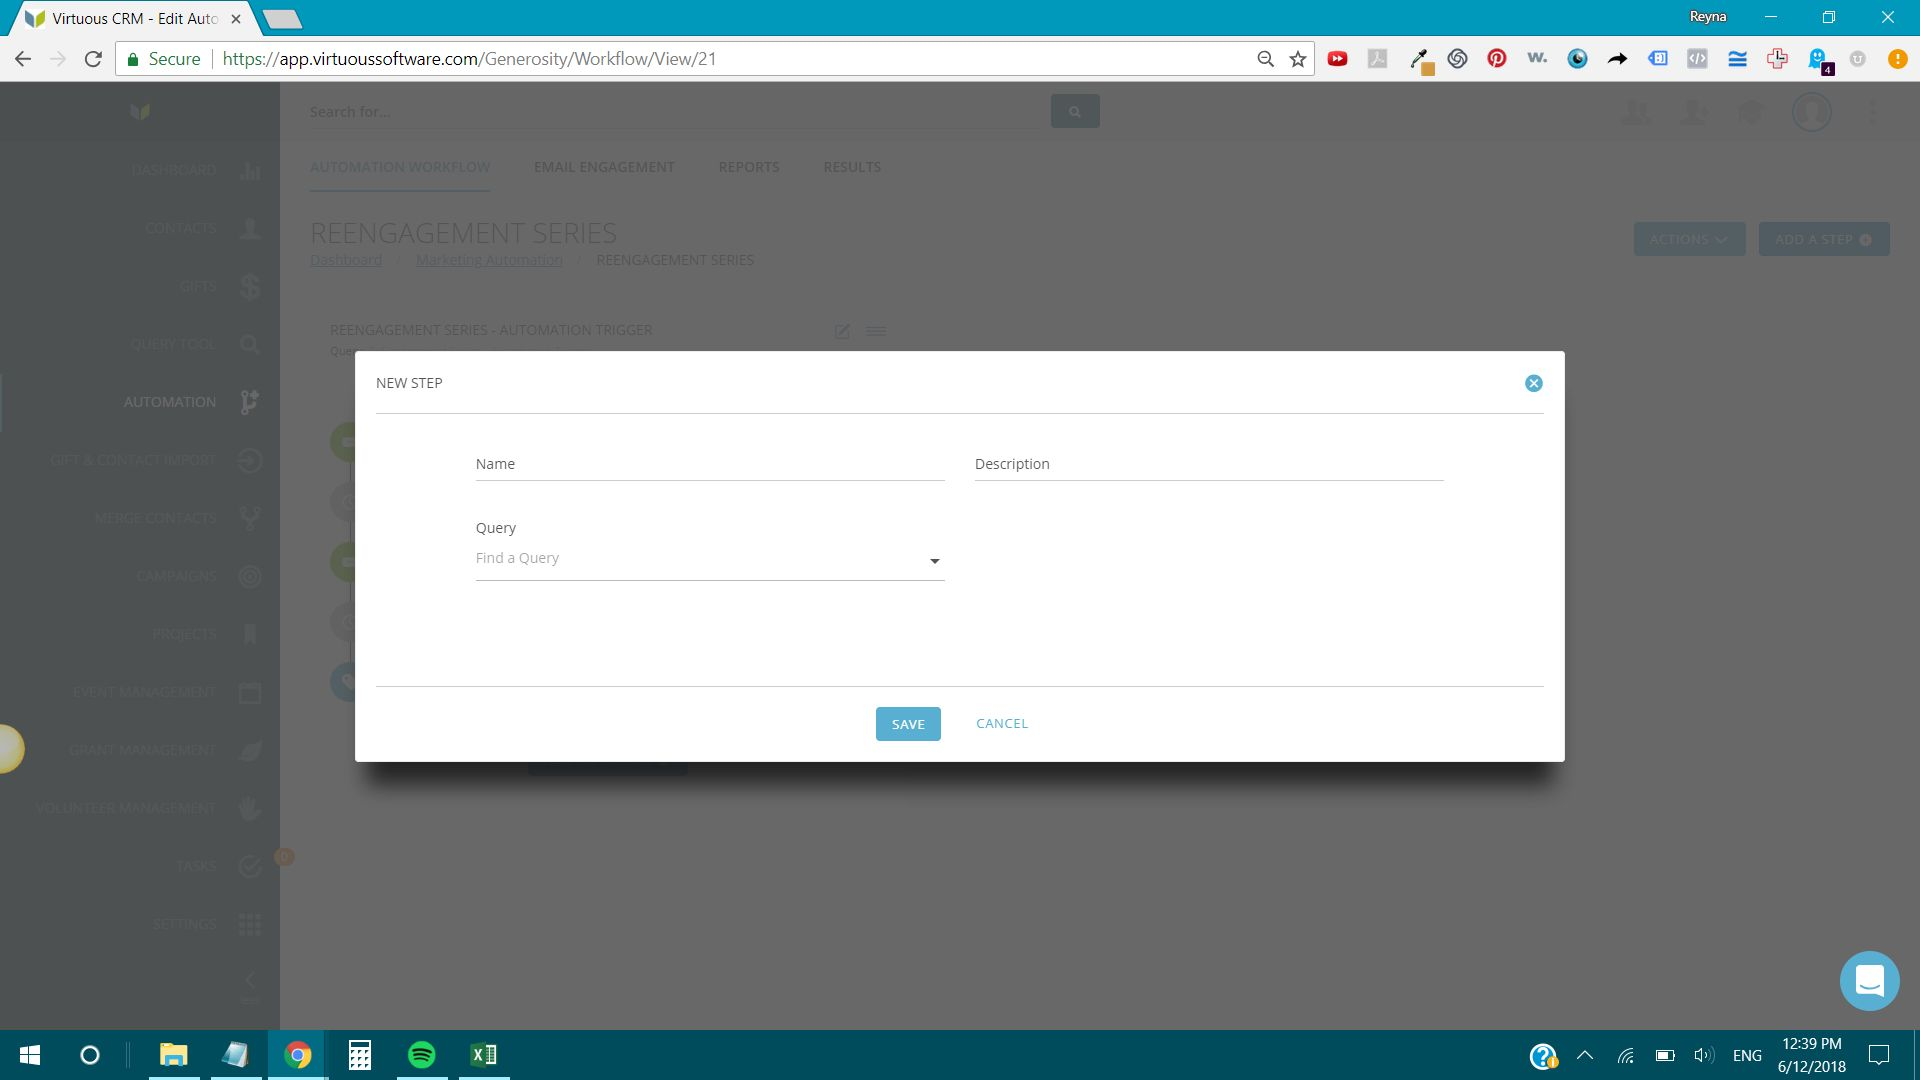 Virtuous CRM - Edit Auto
Reyna
Secure
https://app.virtuoussoftware.com/Generosity/Workflow/View/21
w.
4
Search for...
DASHBOARD
CONTACTS
GIFTS
QUERY TOOL
AUTOMATION
GIFT & CONTACT IMPORT
MERGE CONTACTS
CAMPAIGNS
PROJECTS
EVENT MANAGEMENT
GRANT MANAGEMENT
VOLUNTEER MANAGEMENT
TASKS
0
SETTINGS
AUTOMATION WORKFLOW
EMAIL ENGAGEMENT
REPORTS
RESULTS
REENGAGEMENT SERIES
Dashboard / Marketing Automation / REENGAGEMENT SERIES
ACTIONS
ADD A STEP
REENGAGEMENT SERIES - AUTOMATION TRIGGER
NEW STEP
Name
Description
Query
Find a Query
SAVE
CANCEL
ENG
12:39 PM
6/12/2018